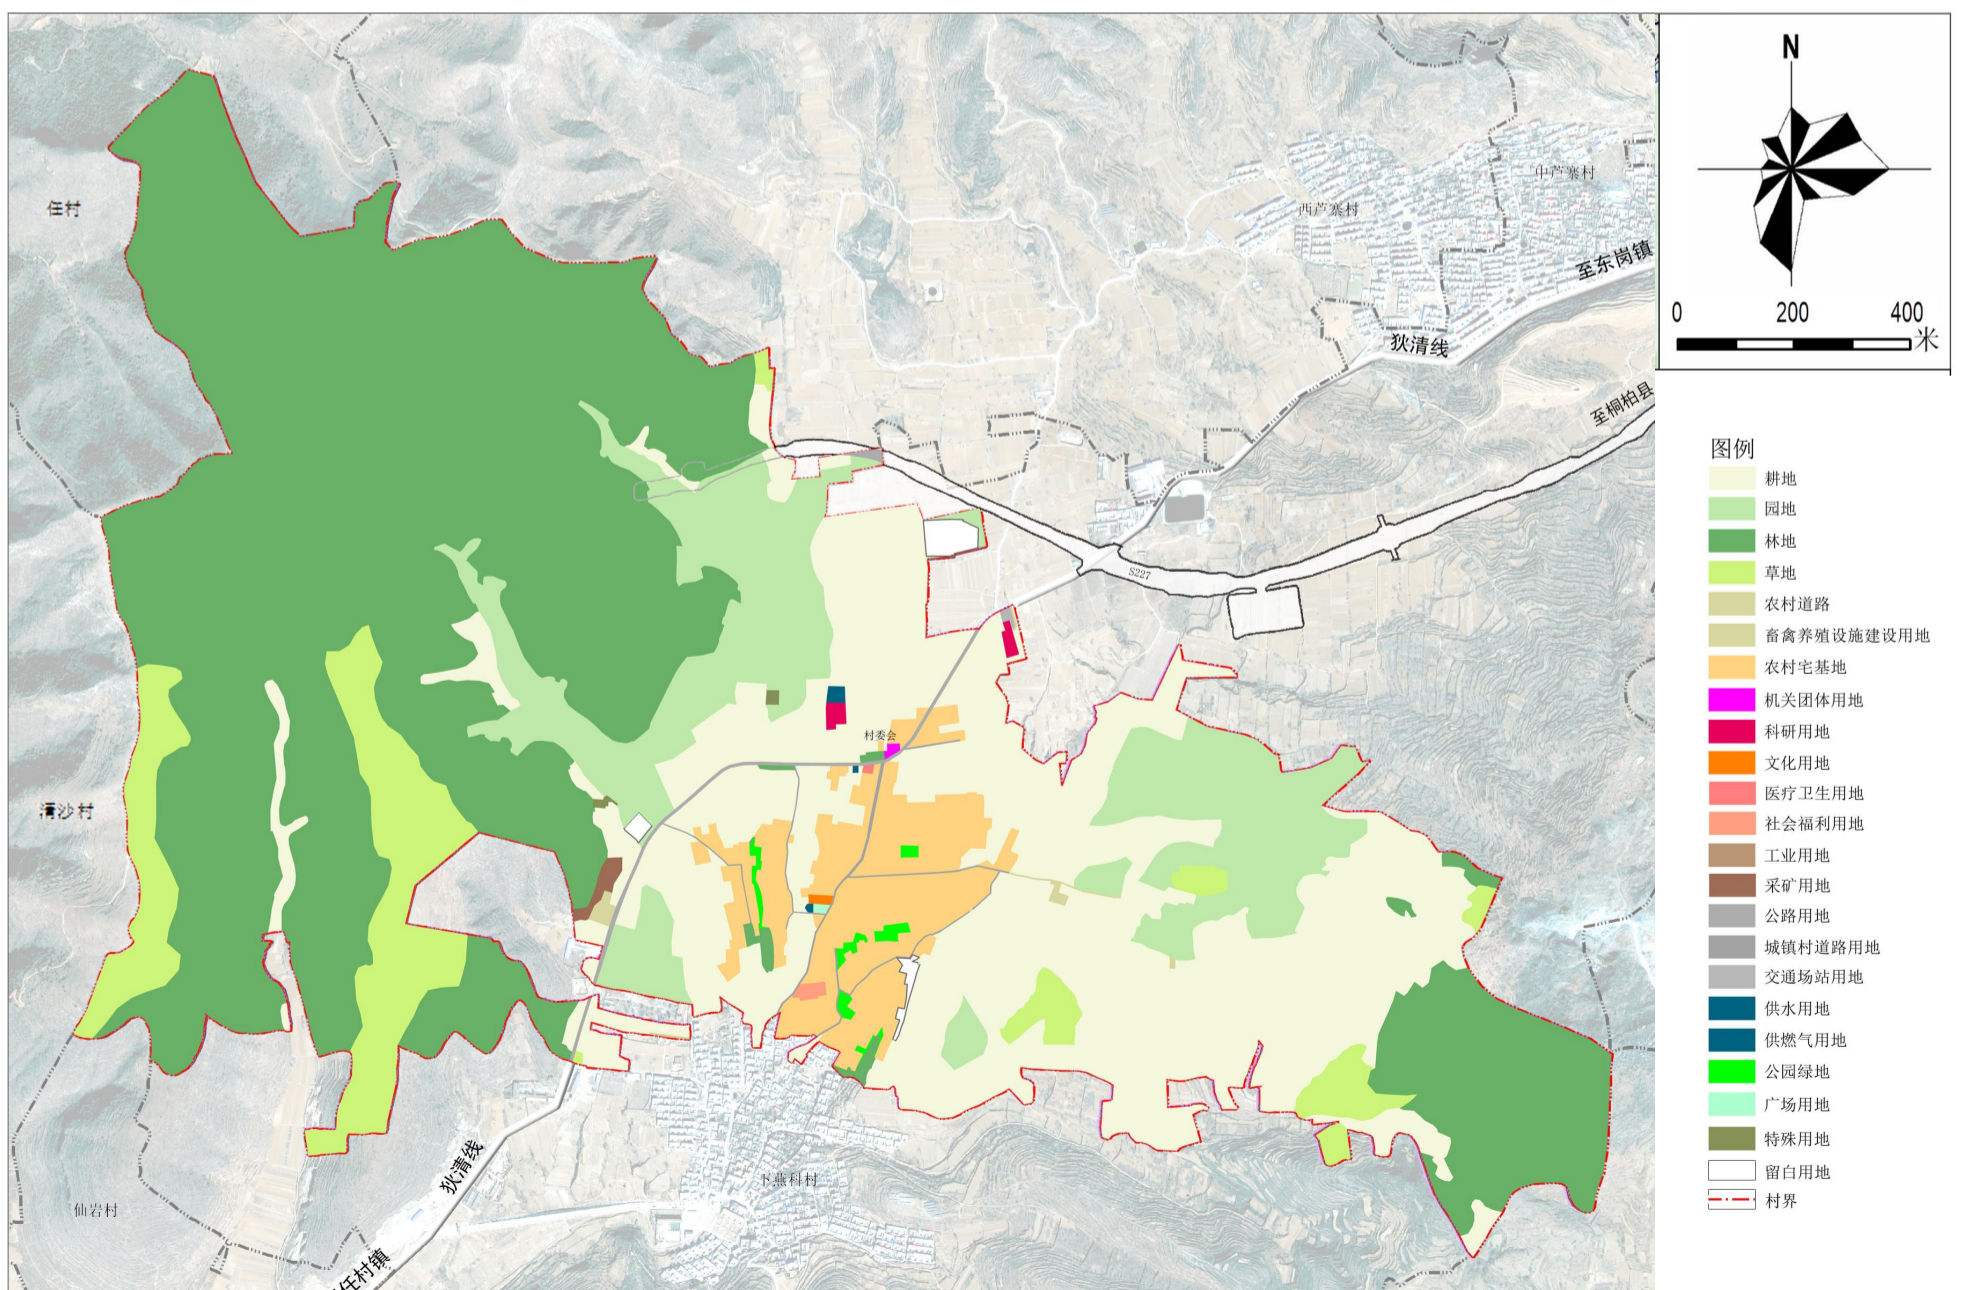 N
0 200 400 米
任村
中芦寨村
西芦寨村
至东岗镇
狄清线
至桐柏县
S227
村委会
清沙村
下燕科村
仙岩村
狄清线
任村镇
图例
耕地
园地
林地
草地
农村道路
畜禽养殖设施建设用地
农村宅基地
机关团体用地
科研用地
文化用地
医疗卫生用地
社会福利用地
工业用地
采矿用地
公路用地
城镇村道路用地
交通场站用地
供水用地
供燃气用地
公园绿地
广场用地
特殊用地
留白用地
村界